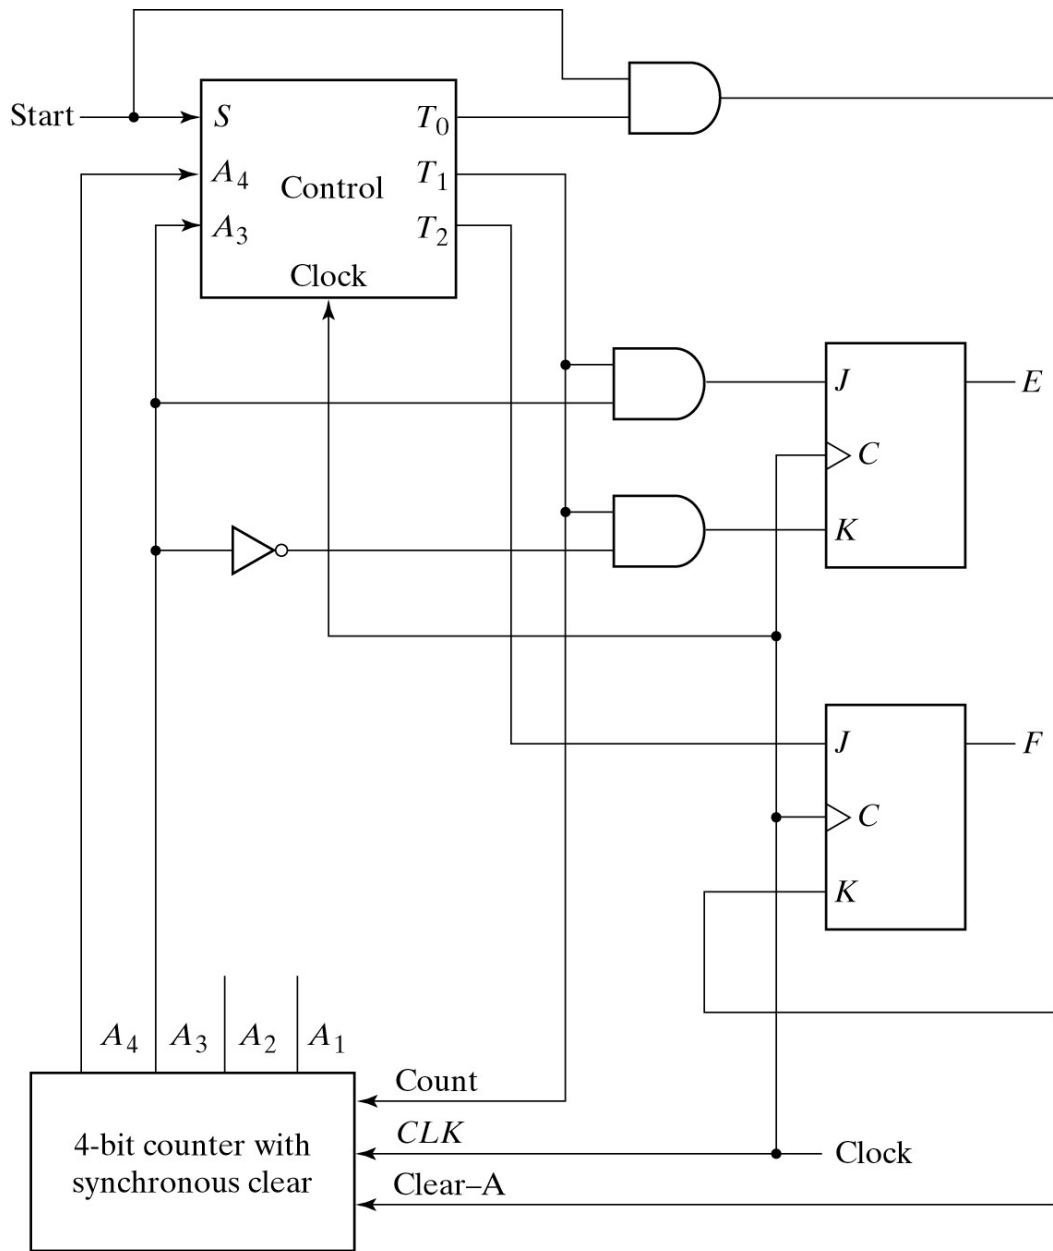 Start
S
T0
A4
Control
T1
A3
T2
Clock
J
E
C
K
J
F
C
K
A4
A3
A2
A1
Count
CLK
Clock
4-bit counter with
synchronous clear
Clear–A